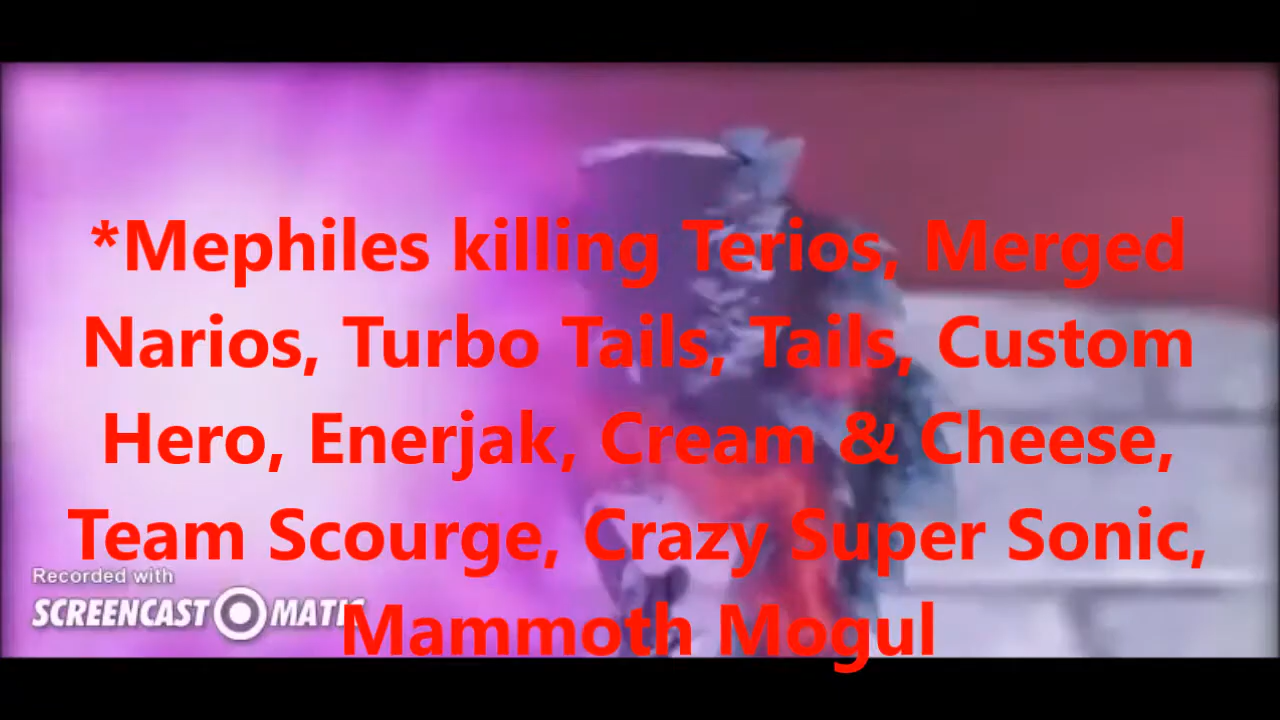 *Mephiles killing Terios, Merged
Narios, Turbo Tails, Tails, Custom
Hero, Enerjak, Cream & Cheese,
Team Scourge, Crazy Super Sonic,
Mammoth Mogul
Recorded with
SCREENCAST O MATIC